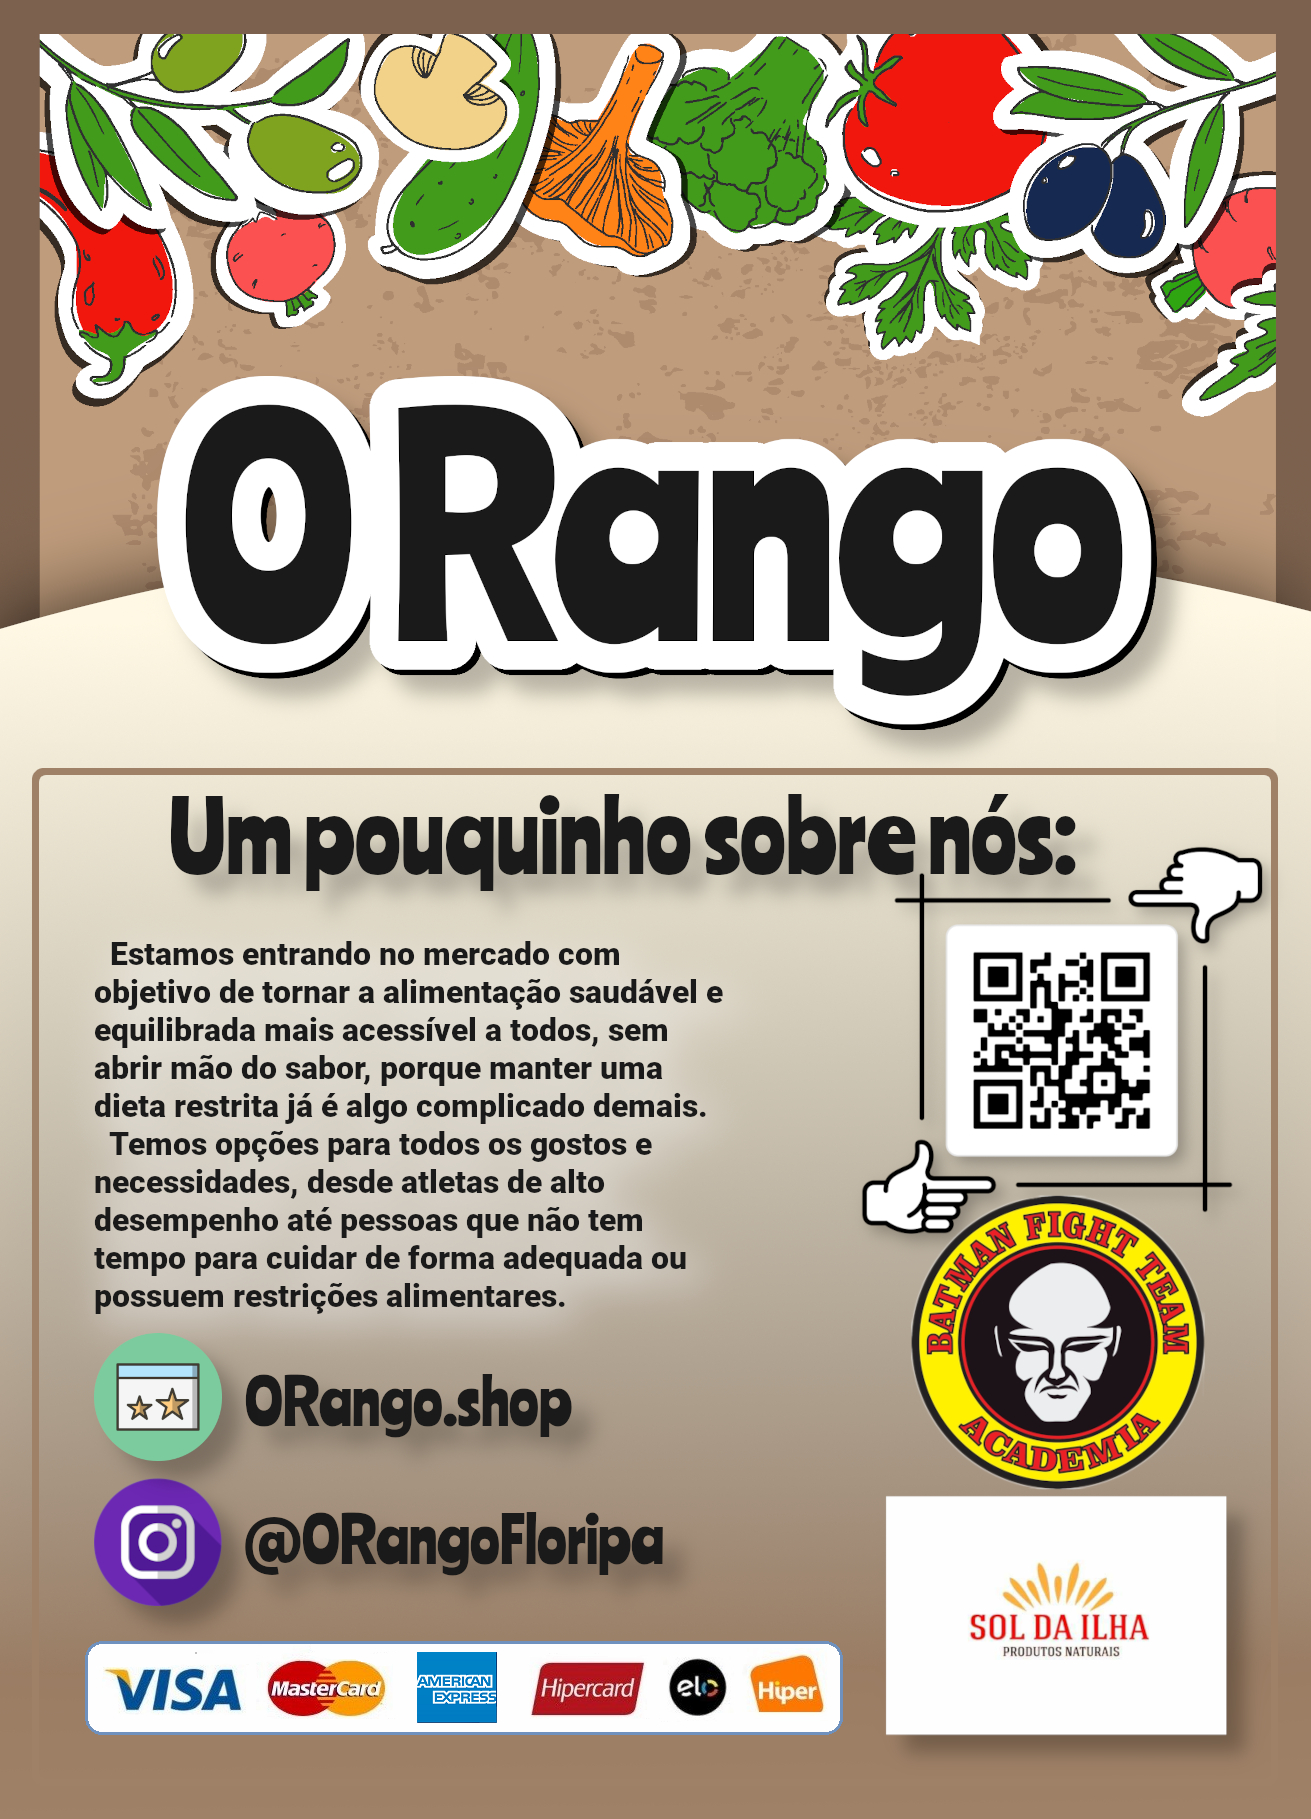 O Rango
Um pouquinho sobre nós:
Estamos entrando no mercado com
objetivo de tornar a alimentação saudável e
equilibrada mais acessível a todos, sem
abrir mão do sabor, porque manter uma
dieta restrita já é algo complicado demais.
Temos opções para todos os gostos e
necessidades, desde atletas de alto
desempenho até pessoas que não tem
tempo para cuidar de forma adequada ou
possuem restrições alimentares.
BATMAN FIGHT TEAM
ACADEMIA
ORango.shop
@ORangoFloripa
SOL DA ILHA
PRODUTOS NATURAIS
VISA
MasterCard
AMERICAN
EXPRESS
Hipercard
elo
Hiper